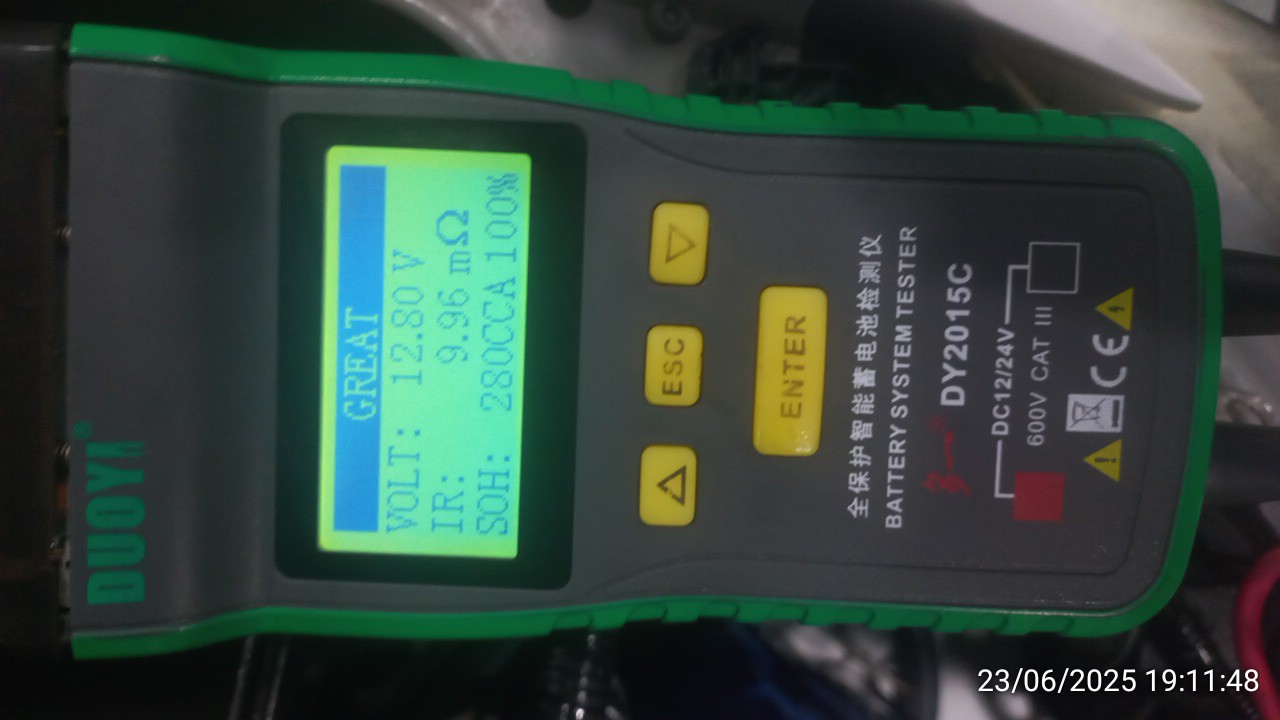 DUOYI®
GREAT
VOLT: 12.80 V
IR: 9.96 mΩ
SOH: 280CCA 100%
ESC
ENTER
全保护智能蓄电池检测仪
BATTERY SYSTEM TESTER
多一® DY2015C
DC12/24V
600V CAT III
CE
23/06/2025 19:11:48